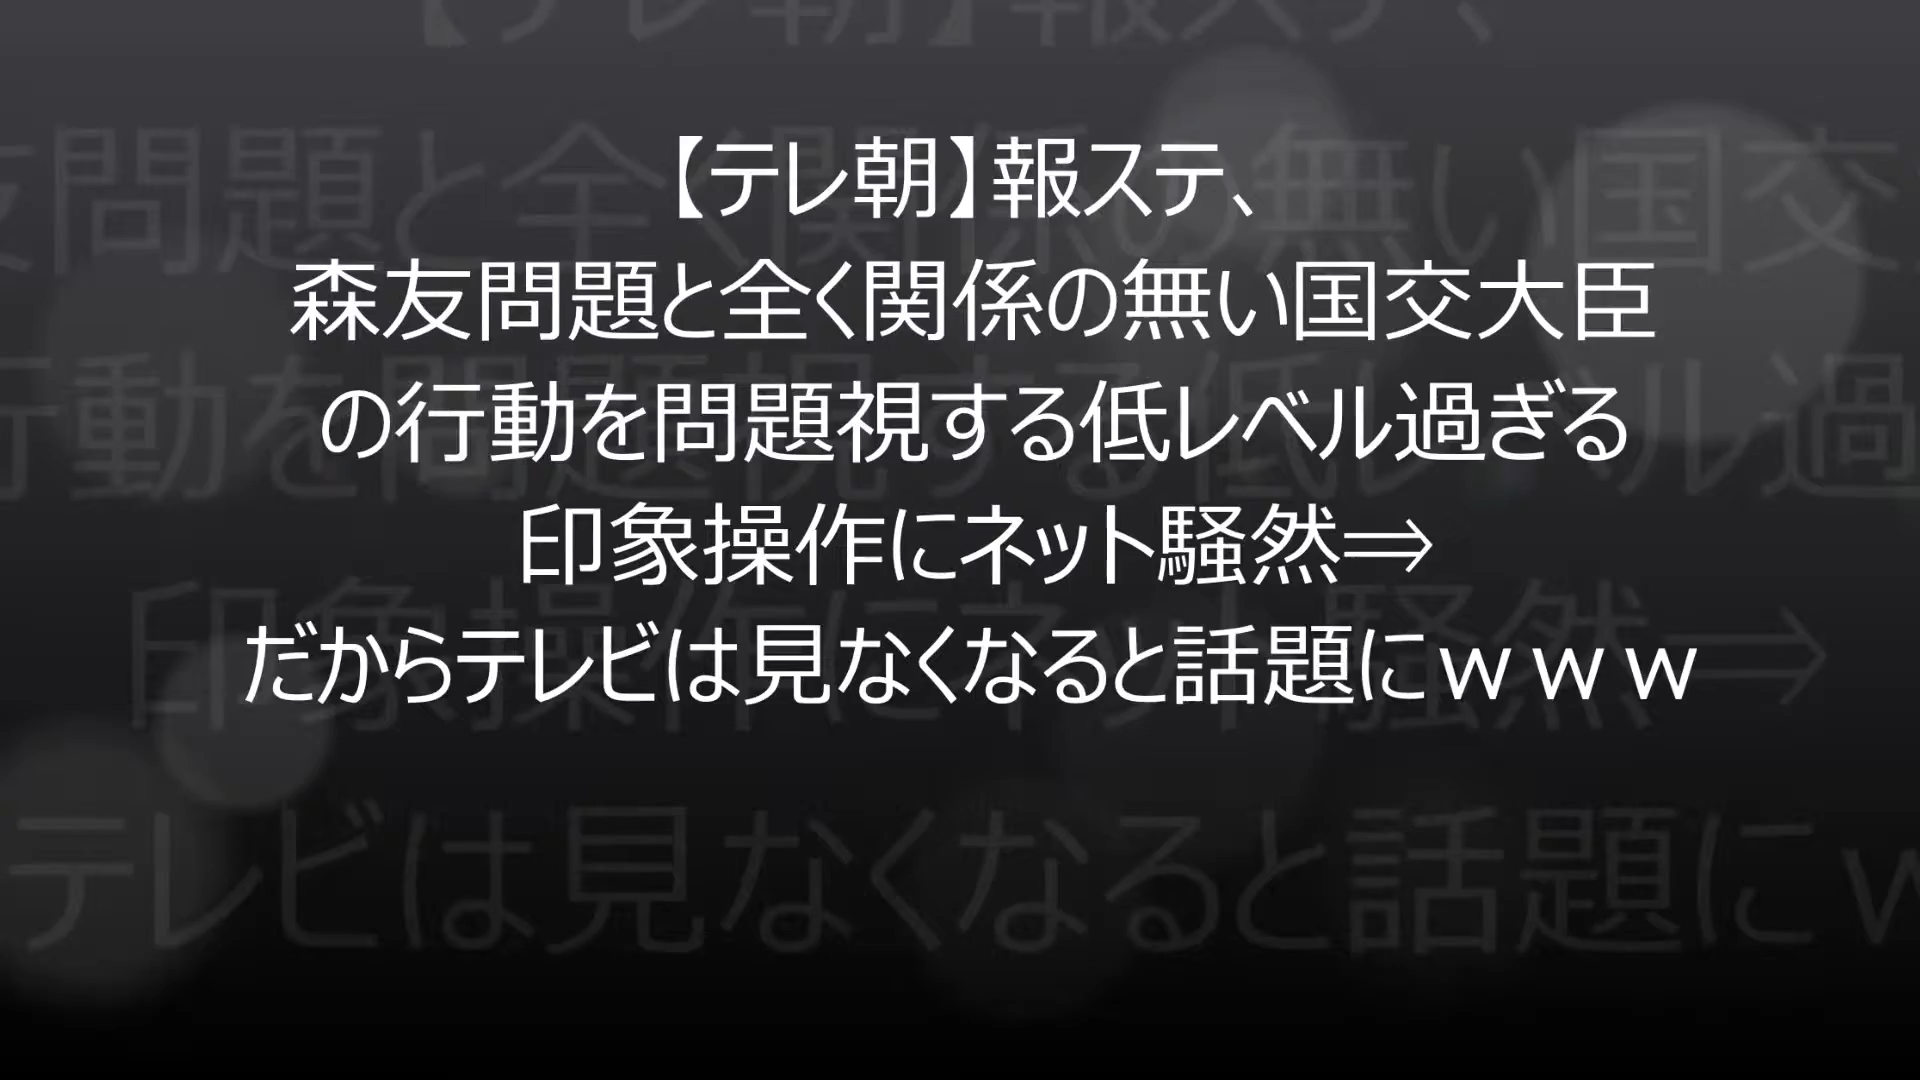 【テレ朝】報ステ、
森友問題と全く関係の無い国交大臣
の行動を問題視する低レベル過ぎる
印象操作にネット騒然⇒
だからテレビは見なくなると話題にｗｗｗ